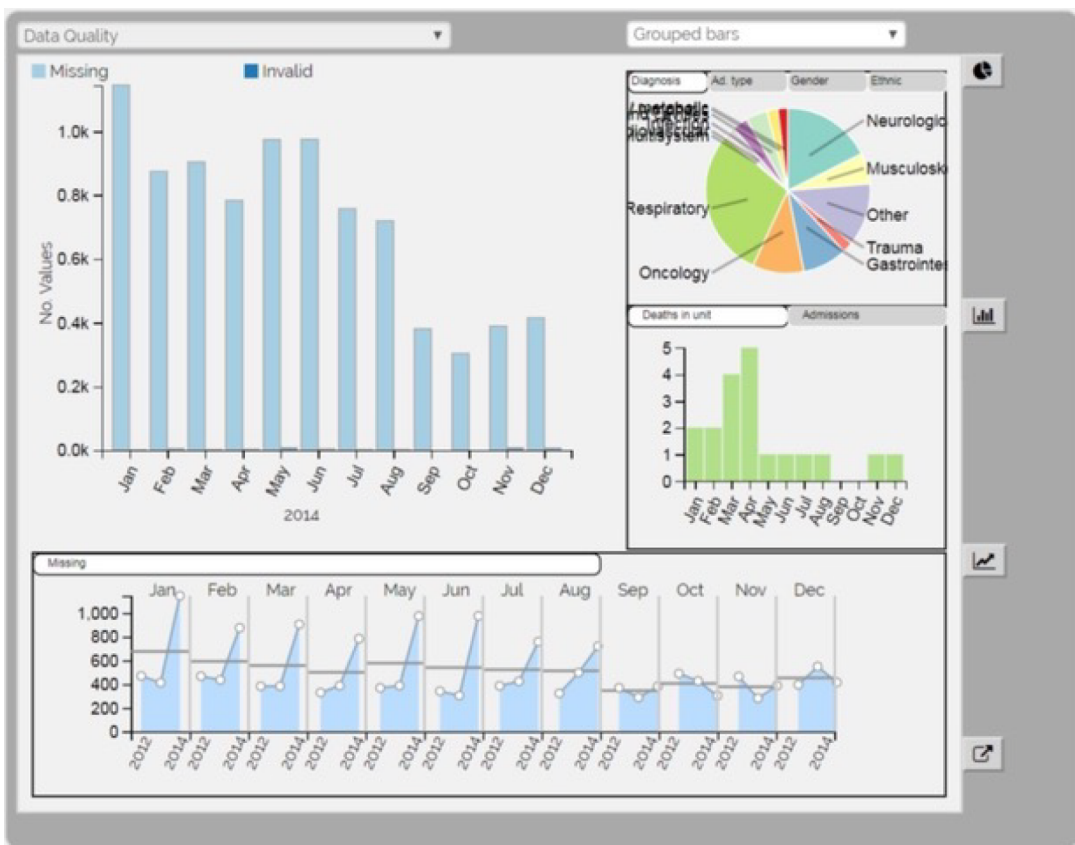 Data Quality
Grouped bars
Missing
Invalid
1.0k
0.8k
0.6k
0.4k
0.2k
0.0k
No. Values
Jan Feb Mar Apr May Jun Jul Aug Sep Oct Nov Dec
2014
Diagnosis Ad. type Gender Ethnic
Neurologic
Musculosk
Other
Trauma
Gastrointes
Oncology
Respiratory
Infection
Deaths in unit Admissions
5
4
3
2
1
0
Jan Feb Mar Apr May Jun Jul Aug Sep Oct Nov Dec
Missing
Jan Feb Mar Apr May Jun Jul Aug Sep Oct Nov Dec
1,000
800
600
400
200
0
2012 2014 2012 2014 2012 2014 2012 2014 2012 2014 2012 2014 2012 2014 2012 2014 2012 2014 2012 2014 2012 2014 2012 2014